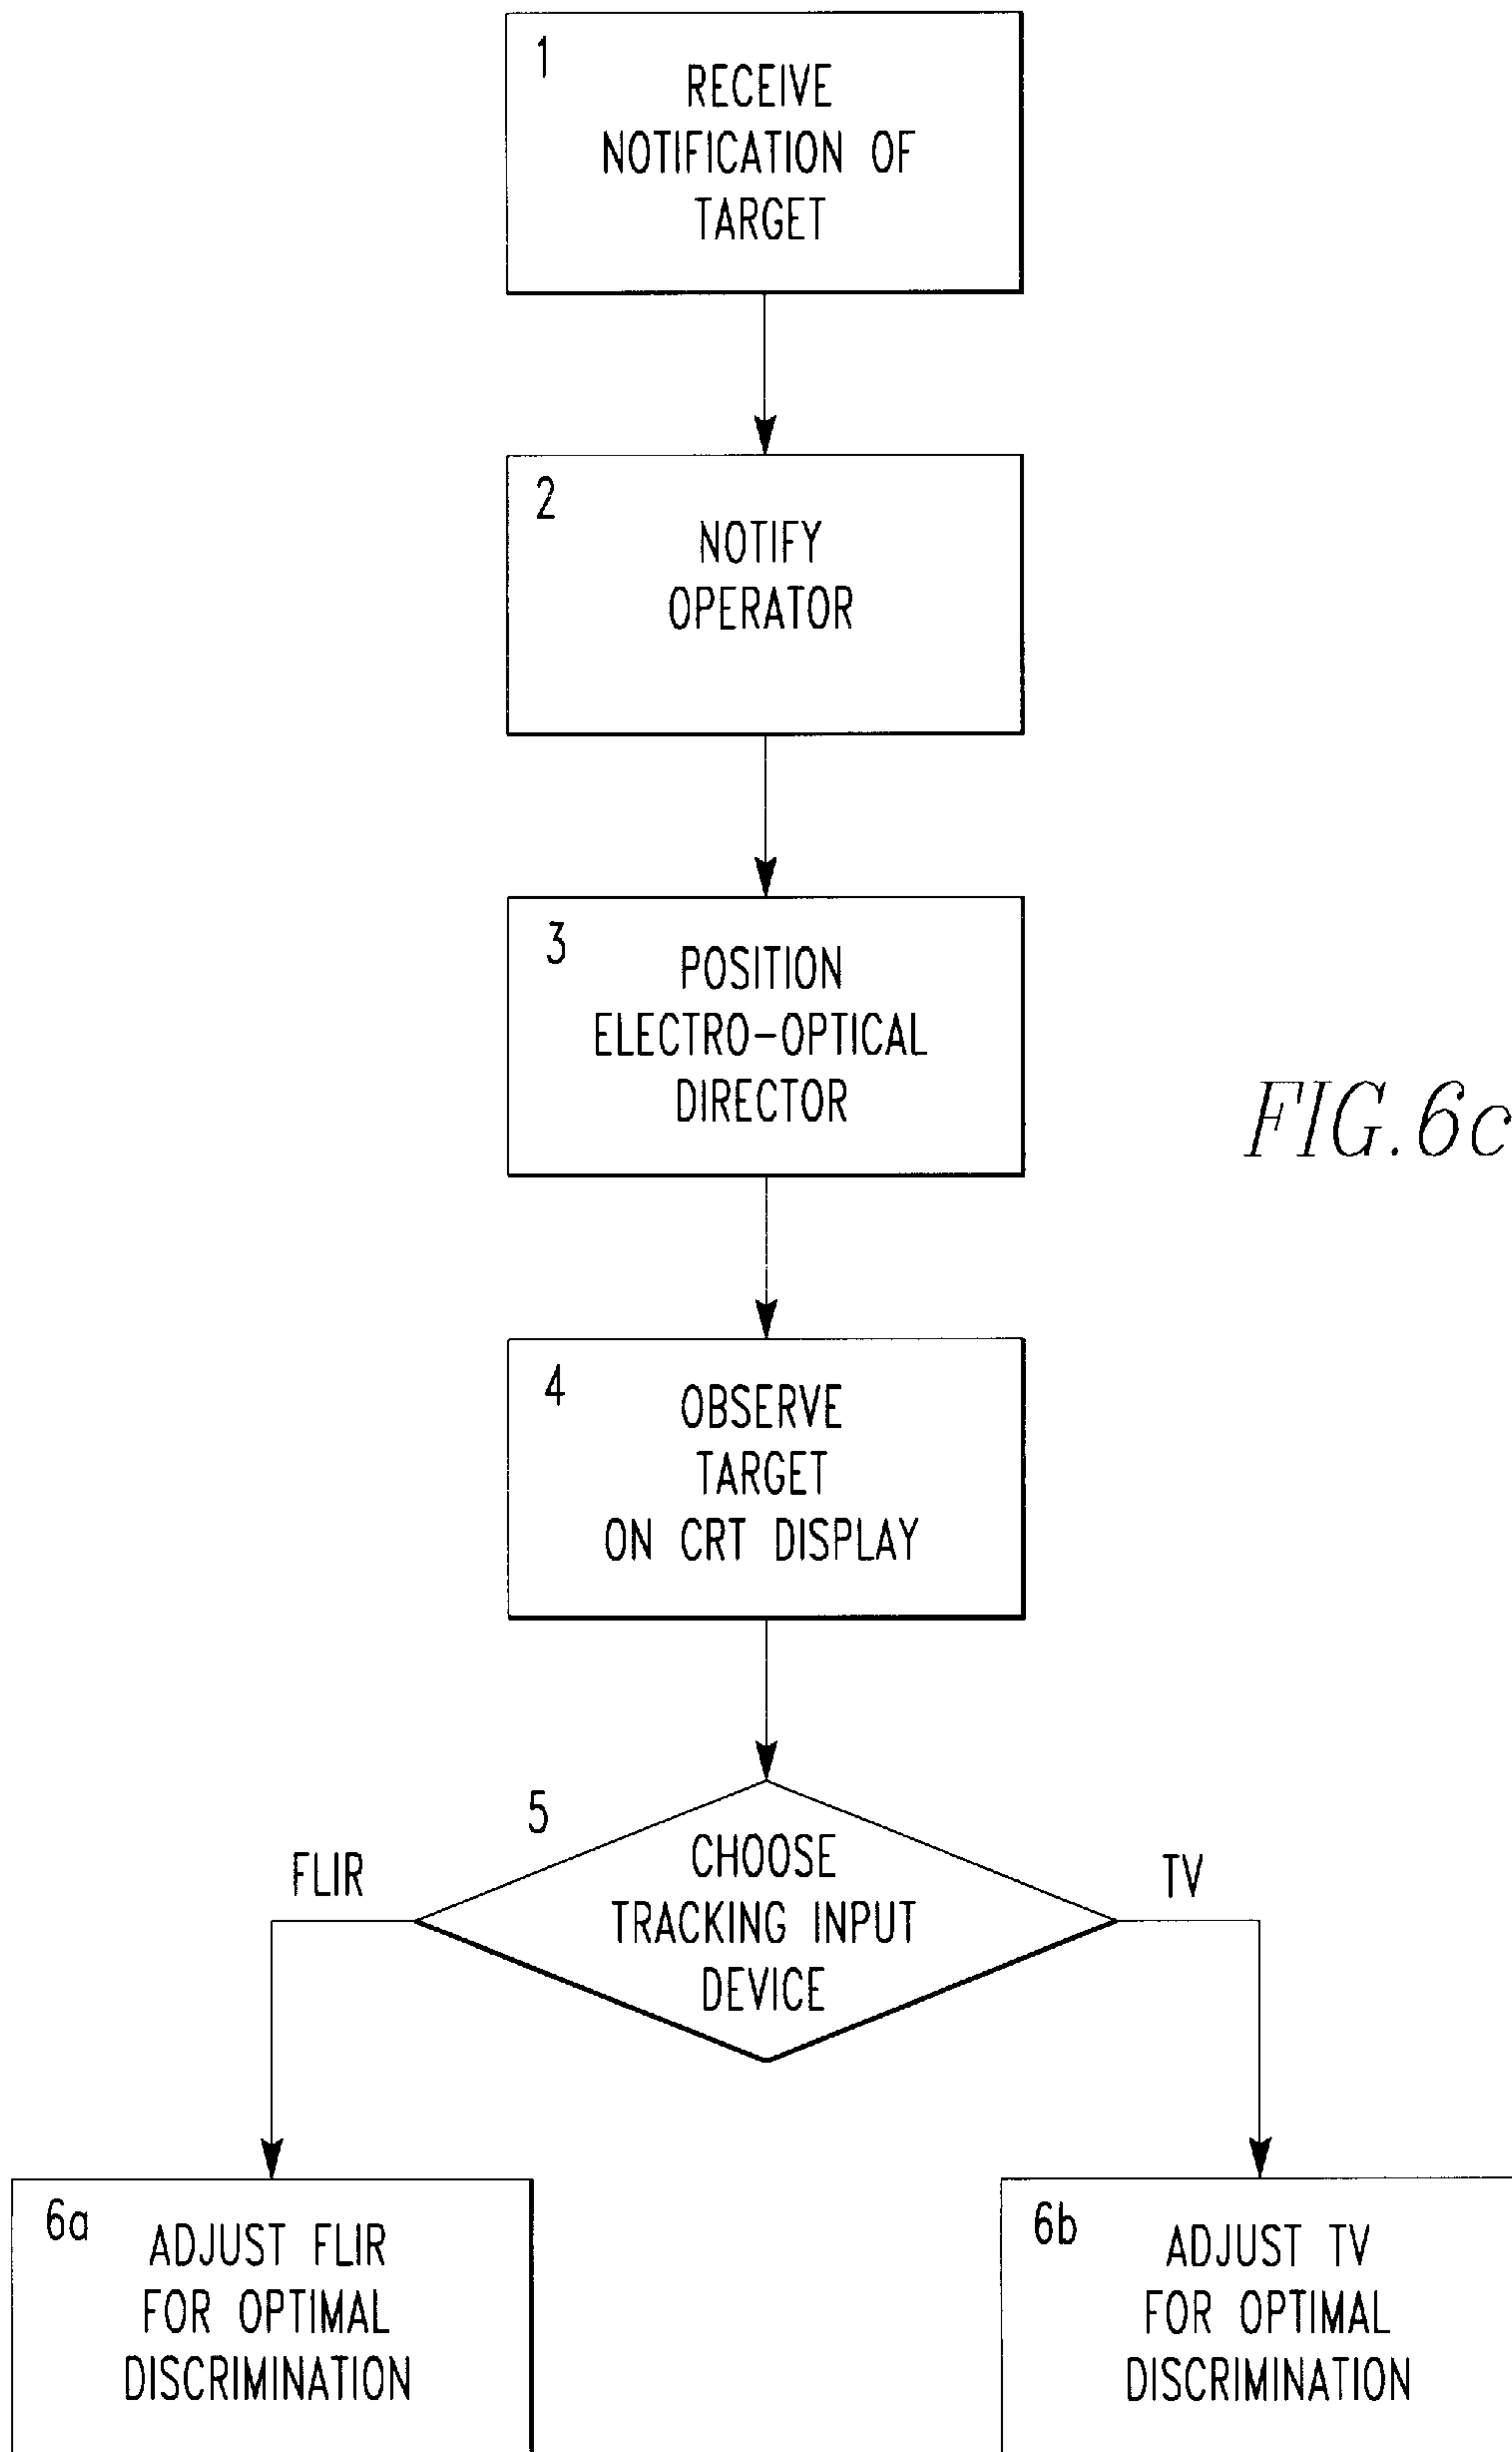 1
RECEIVE
NOTIFICATION OF
TARGET
2
NOTIFY
OPERATOR
3
POSITION
ELECTRO-OPTICAL
DIRECTOR
FIG.6c
4
OBSERVE
TARGET
ON CRT DISPLAY
5
CHOOSE
TRACKING INPUT
DEVICE
FLIR
TV
6a
ADJUST FLIR
FOR OPTIMAL
DISCRIMINATION
6b
ADJUST TV
FOR OPTIMAL
DISCRIMINATION